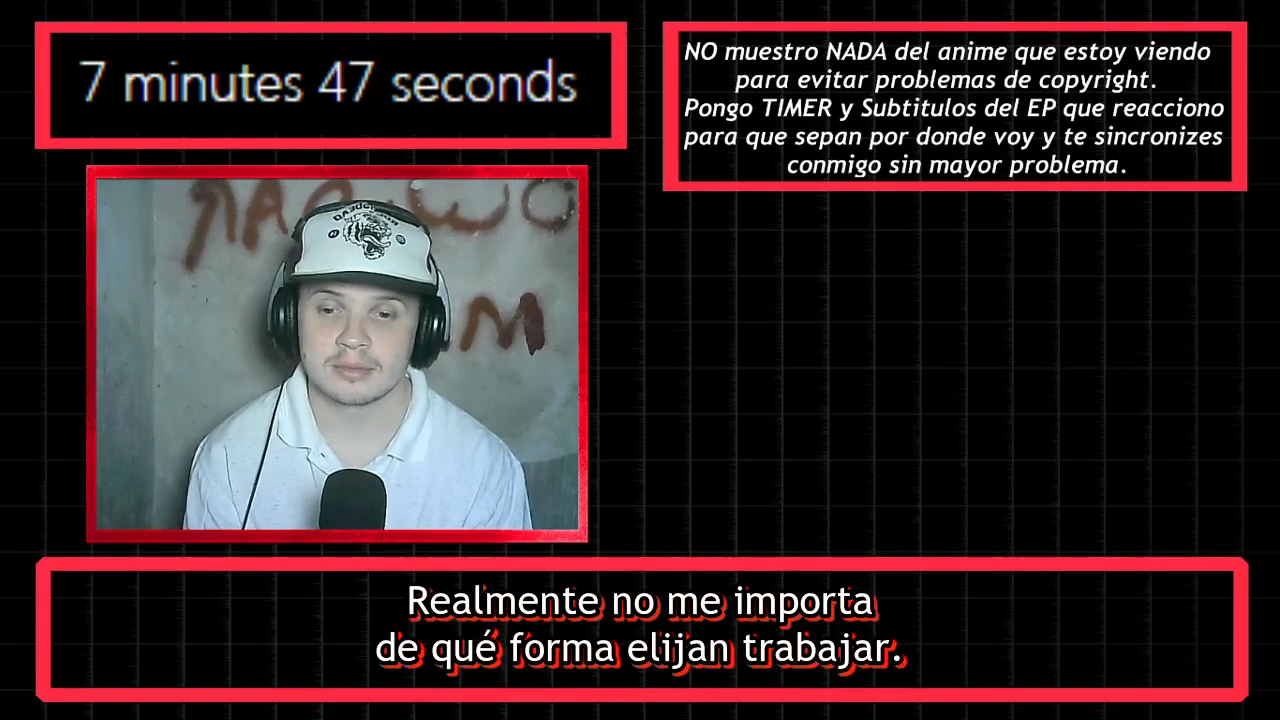 7 minutes 47 seconds
NO muestro NADA del anime que estoy viendo
para evitar problemas de copyright.
Pongo TIMER y Subtitulos del EP que reacciono
para que sepan por donde voy y te sincronizes
conmigo sin mayor problema.
Realmente no me importa
de qué forma elijan trabajar.